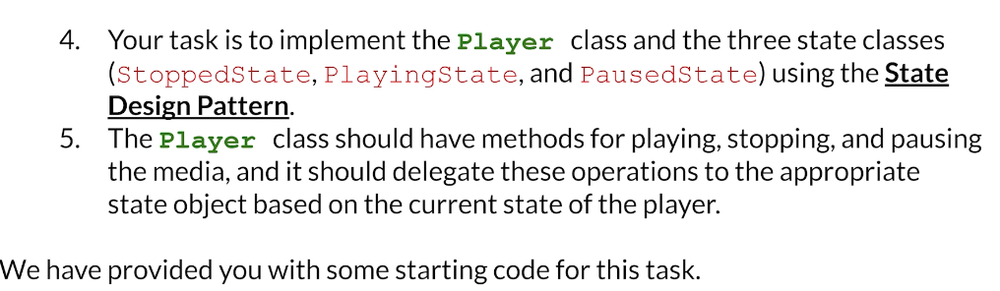 4. Your task is to implement the Player class and the three state classes
(StoppedState, PlayingState, and PausedState) using the State
Design Pattern.
5. The Player class should have methods for playing, stopping, and pausing
the media, and it should delegate these operations to the appropriate
state object based on the current state of the player.
We have provided you with some starting code for this task.